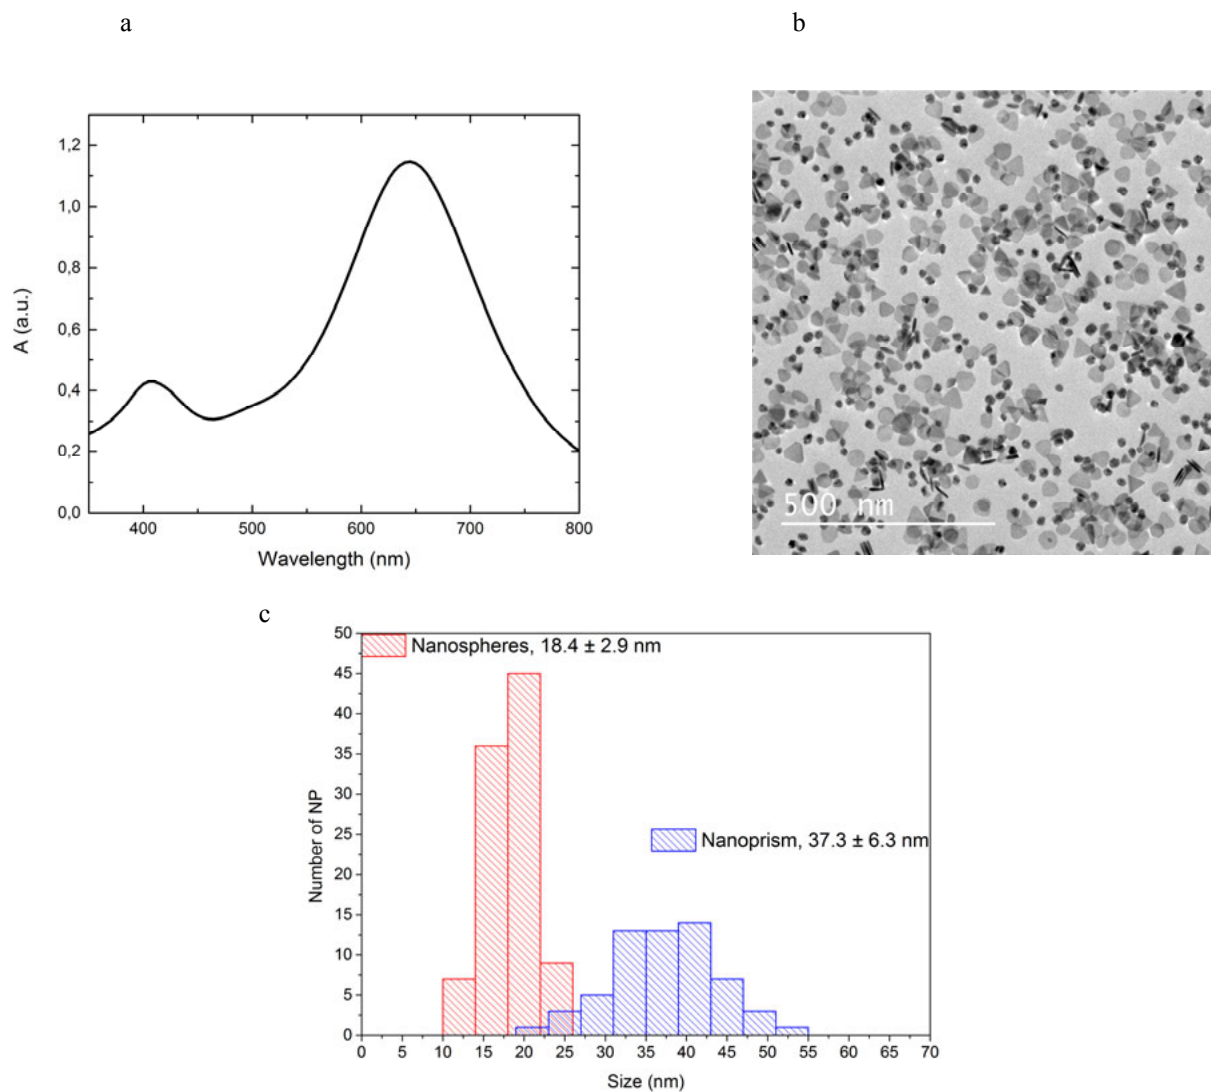 a
b
1,2
1,0
0,8
0,6
0,4
0,2
0,0
A (a.u.)
400 500 600 700 800
Wavelength (nm)
500 nm
c
50
45
40
35
30
25
20
15
10
5
0
Number of NP
Nanospheres, 18.4 ± 2.9 nm
Nanoprism, 37.3 ± 6.3 nm
0 5 10 15 20 25 30 35 40 45 50 55 60 65 70
Size (nm)